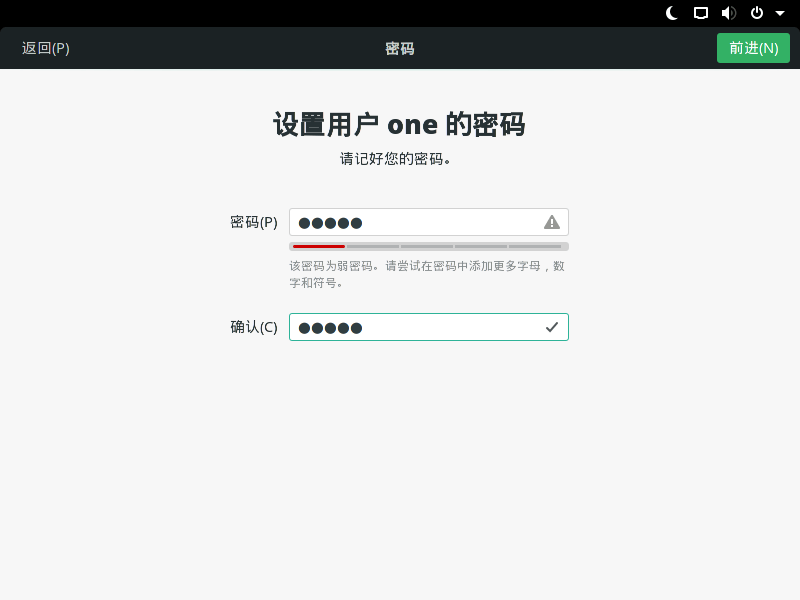 返回(P)
密码
前进(N)
设置用户 one 的密码
请记好您的密码。
密码(P)
该密码为弱密码。请尝试在密码中添加更多字母，数
字和符号。
确认(C)